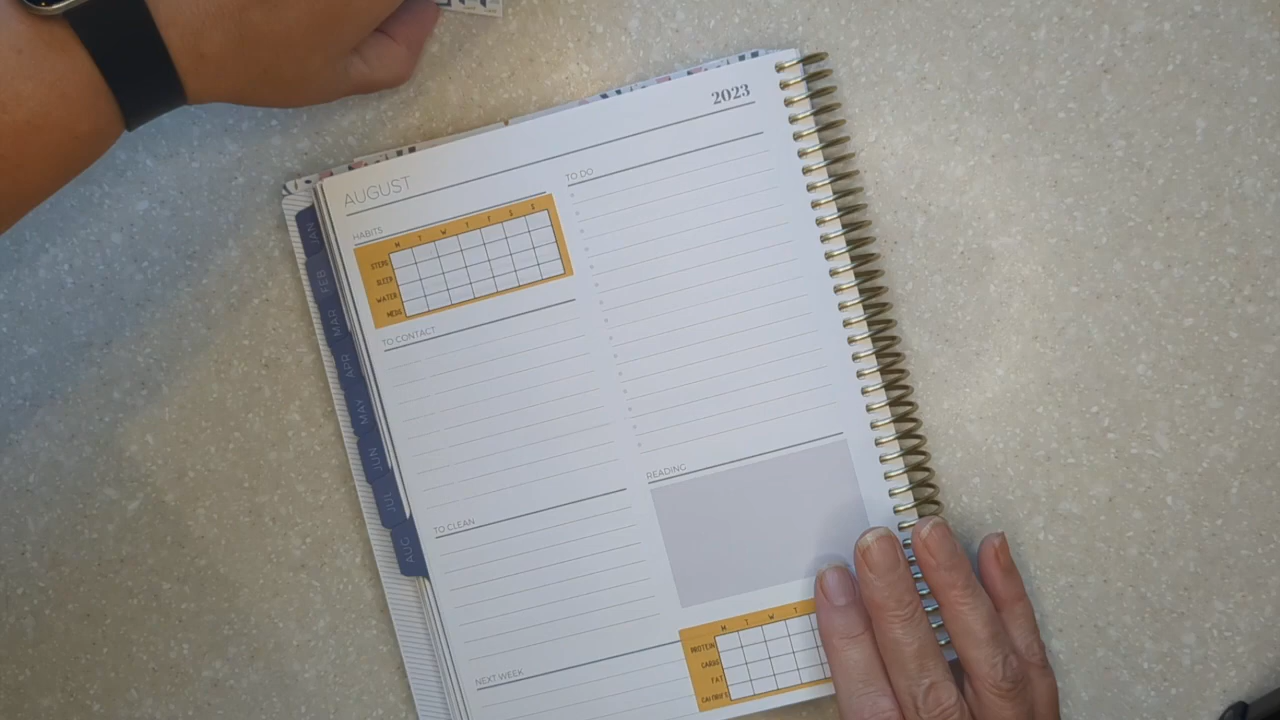 2023
AUGUST
HABITS
M T W T F S S
STEPS
SLEEP
WATER
MEDS
TO CONTACT
TO CLEAN
NEXT WEEK
TO DO
READING
M T W T
PROTEIN
CARBS
FAT
CALORIES
JAN
FEB
MAR
APR
MAY
JUN
JUL
AUG